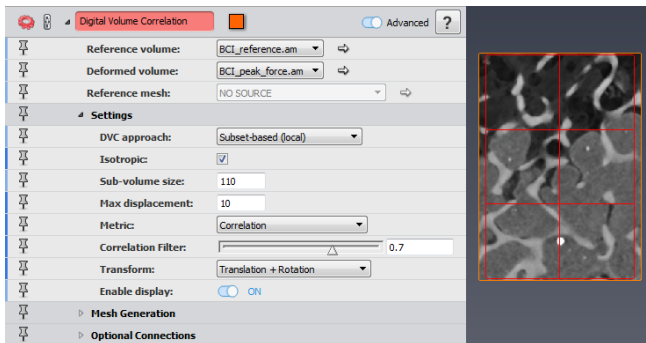 Digital Volume Correlation Advanced ?
Reference volume: BCI_reference.am
Deformed volume: BCI_peak_force.am
Reference mesh: NO SOURCE
Settings
DVC approach: Subset-based (local)
Isotropic:
Sub-volume size: 110
Max displacement: 10
Metric: Correlation
Correlation Filter: 0.7
Transform: Translation + Rotation
Enable display: ON
Mesh Generation
Optional Connections